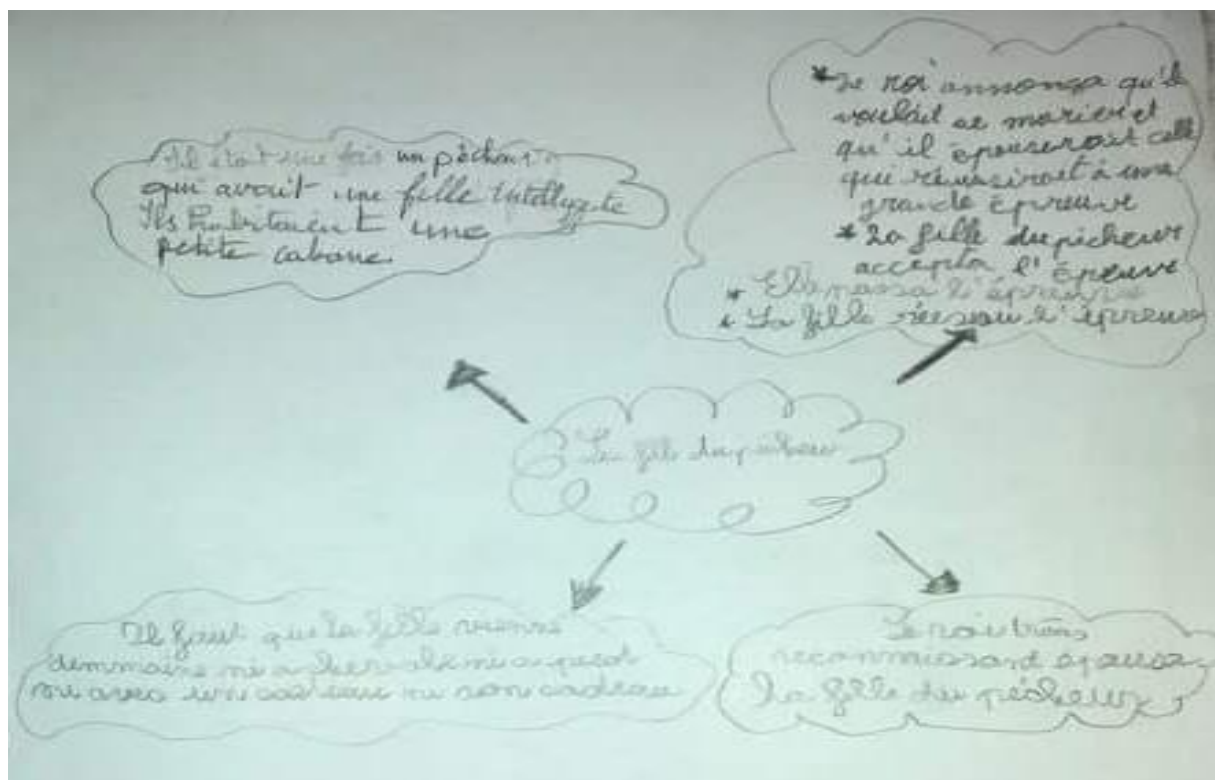 Il était une fois un pêcheur
qui avait une fille intelligente
Ils habitaient une
petite cabane.
* Le roi annonça qu'il
voulait se marier et
qu'il épouserait celle
qui réussirait à une
grande épreuve
* La fille du pêcheur
accepta l'épreuve
* Elle passa l'épreuve
* La fille réussi l'épreuve
La fille du pêcheur
Il faut que la fille vienne
ni à ni à
ni avec un cadeau ni son cadeau
Le roi très
reconnaissant épousa
la fille du pêcheur